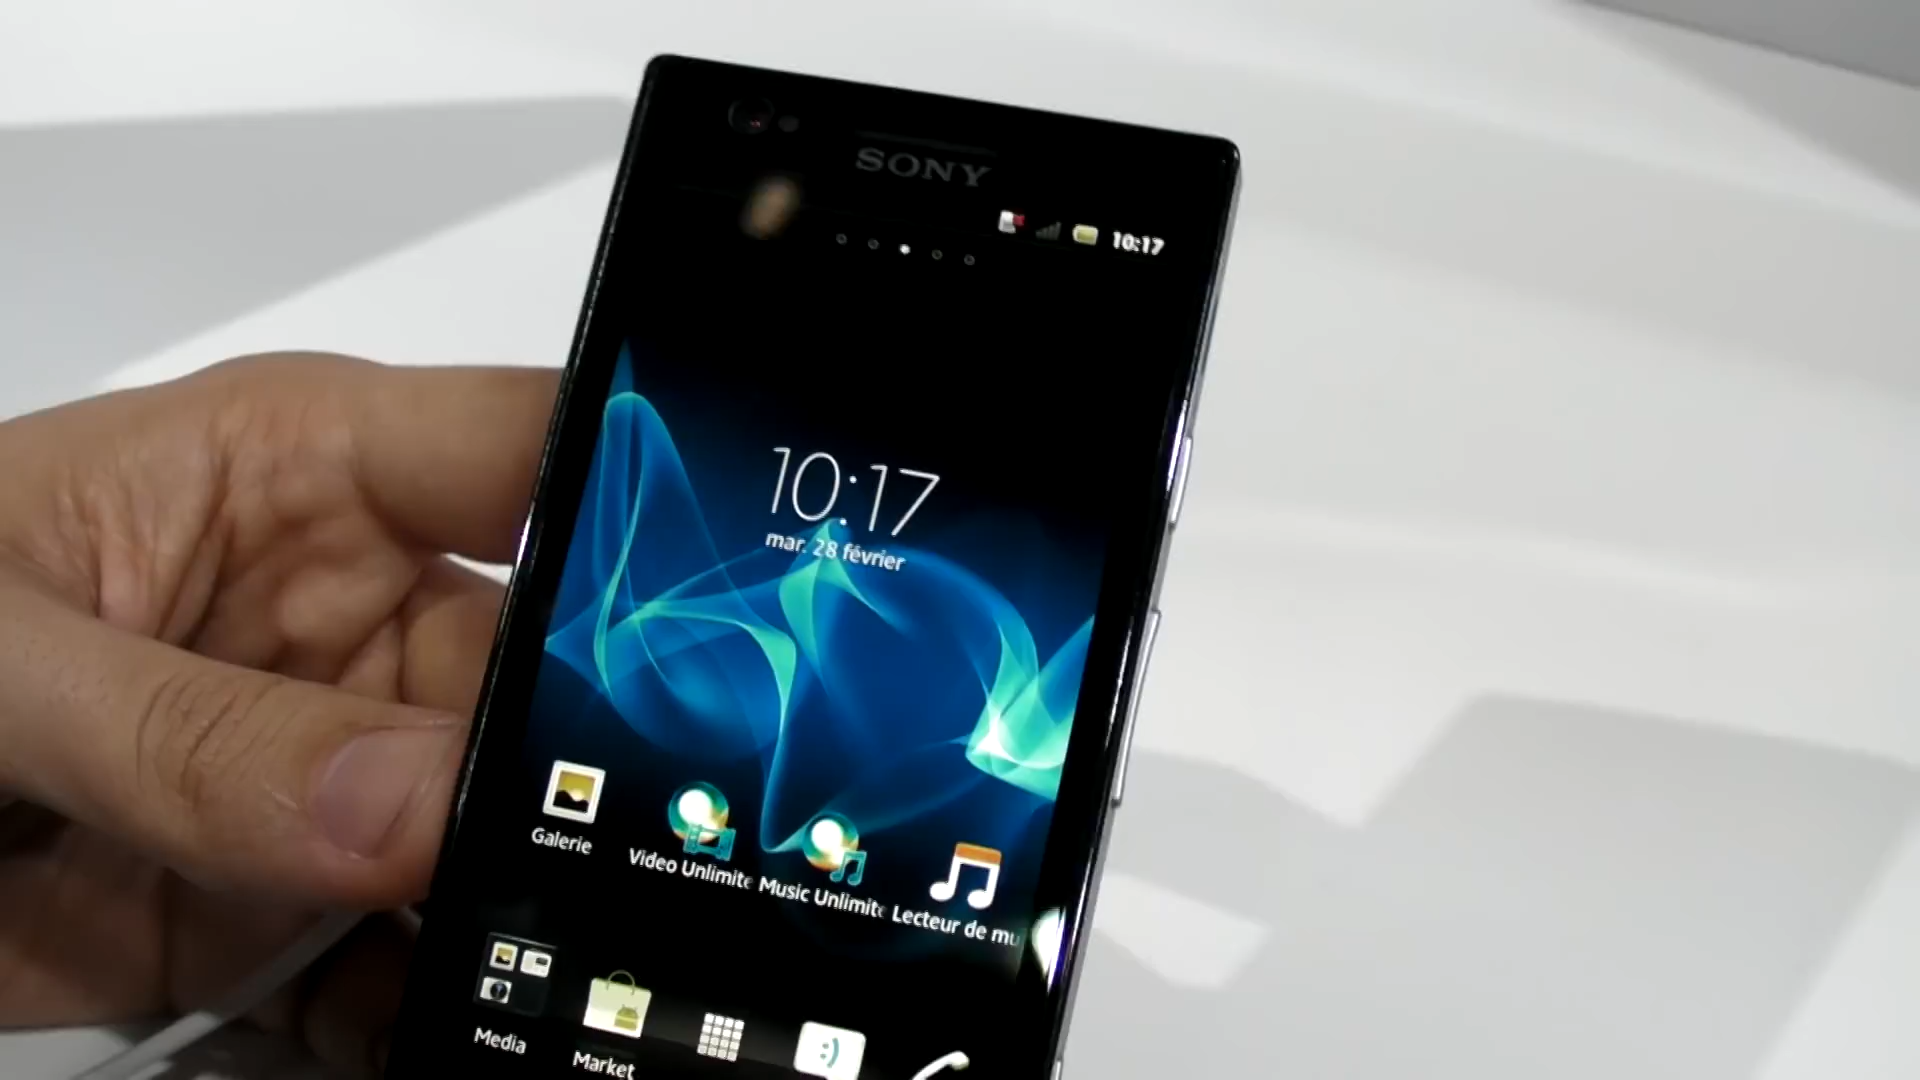 SONY
10:17
10:17
mar. 28 février
Galerie
Video Unlimite
Music Unlimite
Lecteur de mu
Media
Market